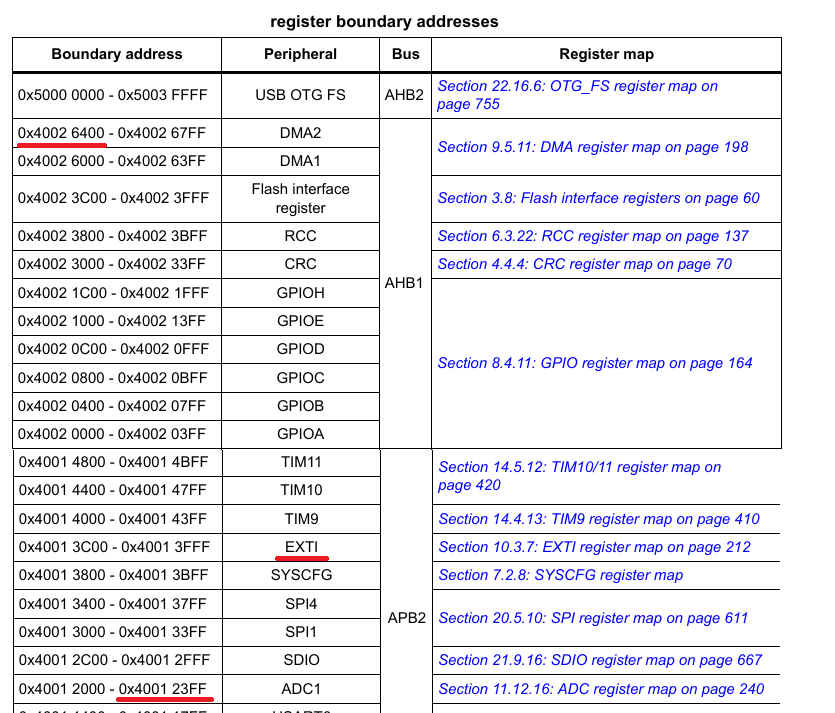 register boundary addresses
Boundary address Peripheral Bus Register map
0x5000 0000 - 0x5003 FFFF USB OTG FS AHB2 Section 22.16.6: OTG_FS register map on
page 755
0x4002 6400 - 0x4002 67FF DMA2 AHB1 Section 9.5.11: DMA register map on page 198
0x4002 6000 - 0x4002 63FF DMA1
0x4002 3C00 - 0x4002 3FFF Flash interface
register Section 3.8: Flash interface registers on page 60
0x4002 3800 - 0x4002 3BFF RCC Section 6.3.22: RCC register map on page 137
0x4002 3000 - 0x4002 33FF CRC Section 4.4.4: CRC register map on page 70
0x4002 1C00 - 0x4002 1FFF GPIOH Section 8.4.11: GPIO register map on page 164
0x4002 1000 - 0x4002 13FF GPIOE
0x4002 0C00 - 0x4002 0FFF GPIOD
0x4002 0800 - 0x4002 0BFF GPIOC
0x4002 0400 - 0x4002 07FF GPIOB
0x4002 0000 - 0x4002 03FF GPIOA
0x4001 4800 - 0x4001 4BFF TIM11 APB2 Section 14.5.12: TIM10/11 register map on
page 420
0x4001 4400 - 0x4001 47FF TIM10
0x4001 4000 - 0x4001 43FF TIM9 Section 14.4.13: TIM9 register map on page 410
0x4001 3C00 - 0x4001 3FFF EXTI Section 10.3.7: EXTI register map on page 212
0x4001 3800 - 0x4001 3BFF SYSCFG Section 7.2.8: SYSCFG register map
0x4001 3400 - 0x4001 37FF SPI4 Section 20.5.10: SPI register map on page 611
0x4001 3000 - 0x4001 33FF SPI1
0x4001 2C00 - 0x4001 2FFF SDIO Section 21.9.16: SDIO register map on page 667
0x4001 2000 - 0x4001 23FF ADC1 Section 11.12.16: ADC register map on page 240